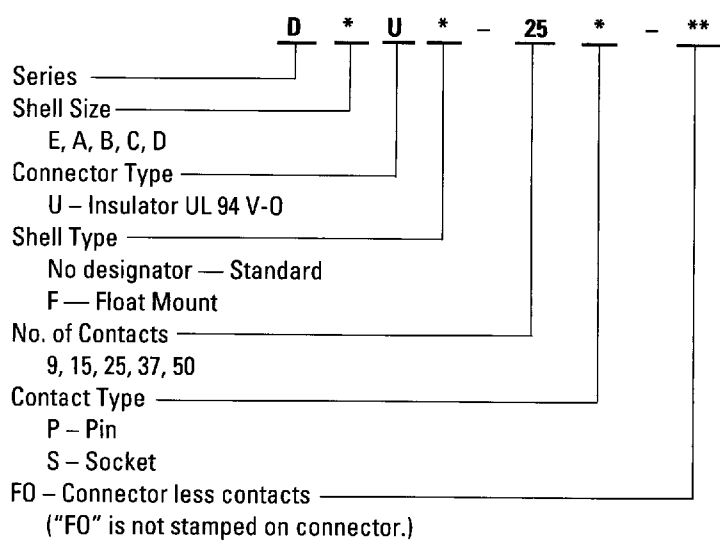 D * U * – 25 * – **
Series
Shell Size
E, A, B, C, D
Connector Type
U – Insulator UL 94 V-O
Shell Type
No designator — Standard
F — Float Mount
No. of Contacts
9, 15, 25, 37, 50
Contact Type
P – Pin
S – Socket
FO – Connector less contacts
("FO" is not stamped on connector.)